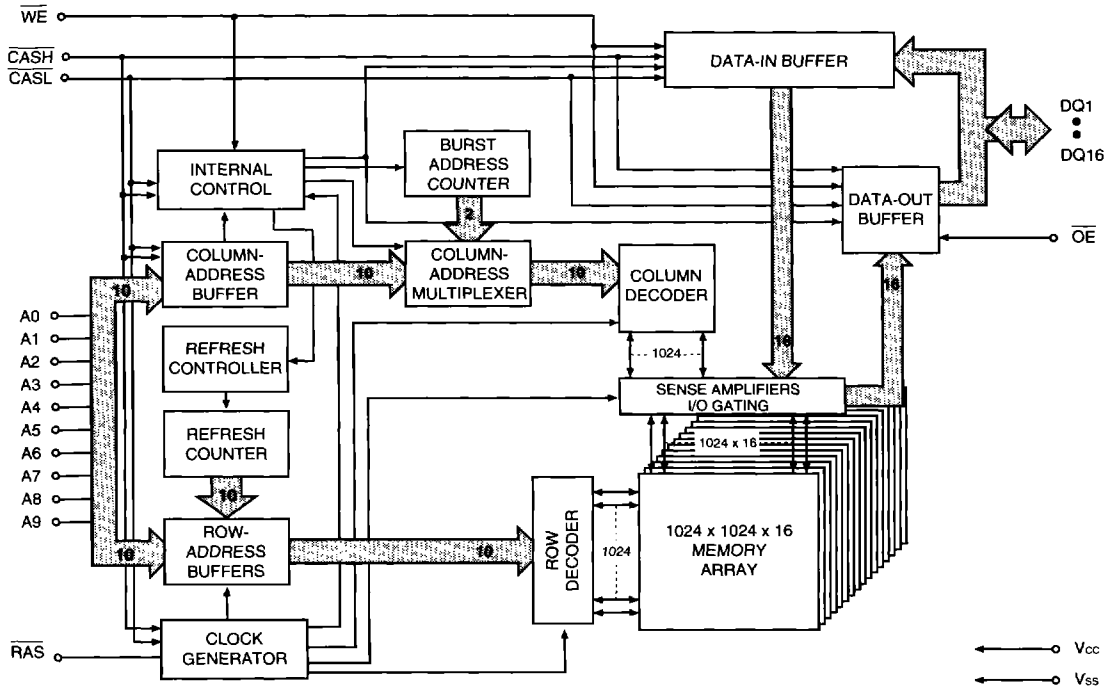 WE
CASH
CASL
DATA-IN BUFFER
DQ1
DQ16
INTERNAL
CONTROL
BURST
ADDRESS
COUNTER
2
DATA-OUT
BUFFER
OE
COLUMN-
ADDRESS
BUFFER
10
10
COLUMN-
ADDRESS
MULTIPLEXER
10
COLUMN
DECODER
16
16
A0
A1
A2
A3
A4
A5
A6
A7
A8
A9
REFRESH
CONTROLLER
1024
SENSE AMPLIFIERS
I/O GATING
REFRESH
COUNTER
1024 x 16
10
ROW-
ADDRESS
BUFFERS
10
10
ROW
DECODER
1024
1024 x 1024 x 16
MEMORY
ARRAY
RAS
CLOCK
GENERATOR
Vcc
Vss